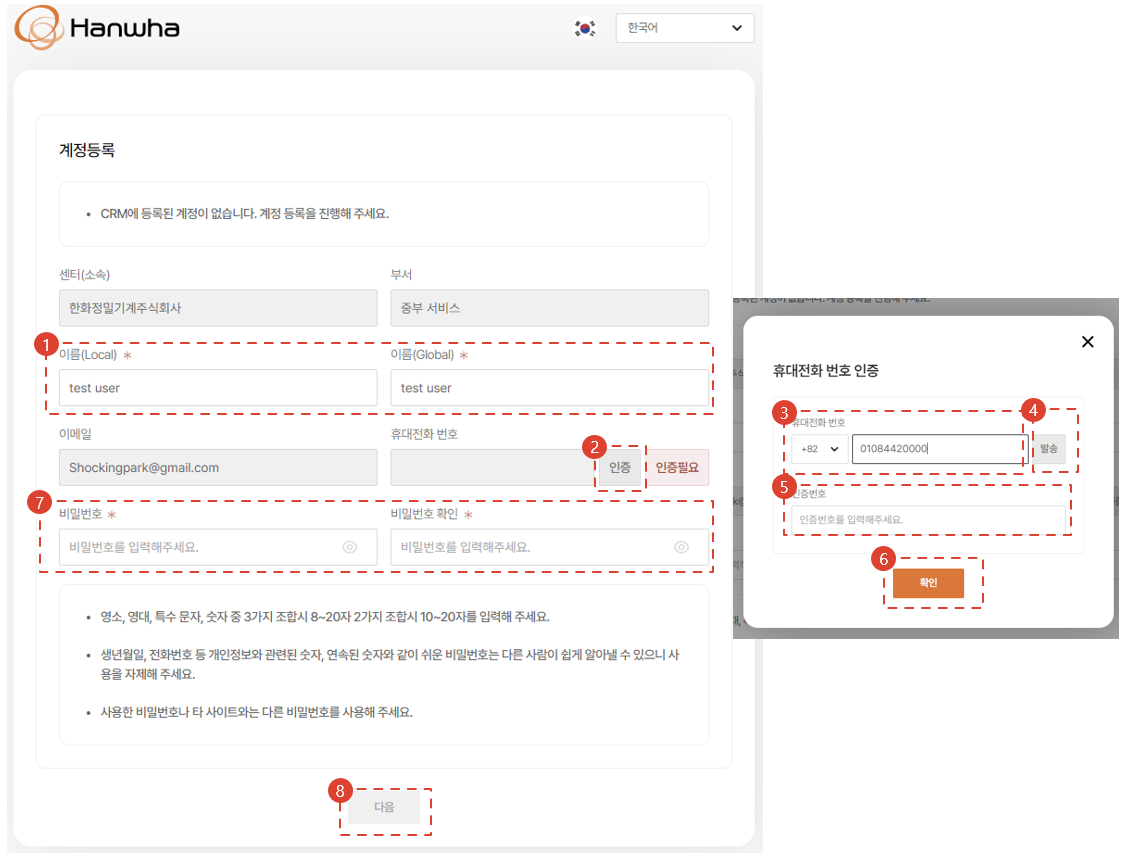 Hanwha
한국어
계정등록
• CRM에 등록된 계정이 없습니다. 계정 등록을 진행해 주세요.
센터(소속)
부서
한화정밀기계주식회사
중부 서비스
1
이름(Local) *
이름(Global) *
test user
test user
이메일
휴대전화 번호
2
Shockingpark@gmail.com
인증
인증필요
7
비밀번호 *
비밀번호 확인 *
비밀번호를 입력해주세요.
비밀번호를 입력해주세요.
• 영소, 영대, 특수 문자, 숫자 중 3가지 조합시 8~20자 2가지 조합시 10~20자를 입력해 주세요.
• 생년월일, 전화번호 등 개인정보와 관련된 숫자, 연속된 숫자와 같이 쉬운 비밀번호는 다른 사람이 쉽게 알아낼 수 있으니 사
용을 자제해 주세요.
• 사용한 비밀번호나 타 사이트와는 다른 비밀번호를 사용해 주세요.
8
다음
휴대전화 번호 인증
3
4
휴대전화 번호
+82
01084420000
발송
5
인증번호
인증번호를 입력해주세요.
6
확인